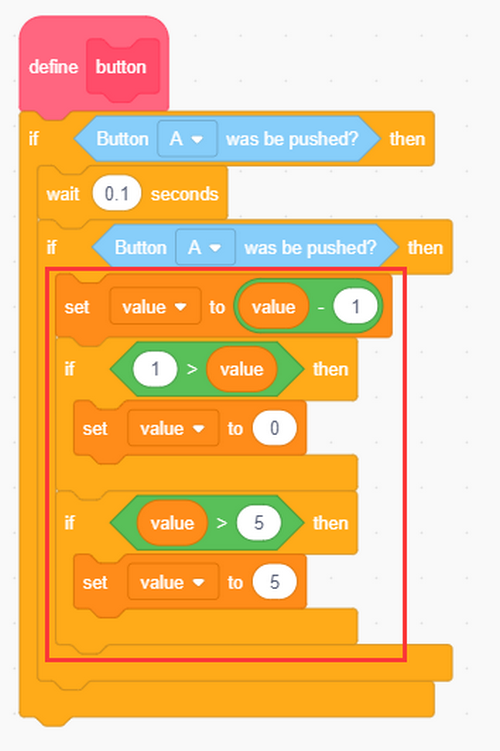 define button
if Button A was be pushed? then
wait 0.1 seconds
if Button A was be pushed? then
set value to value - 1
if 1 > value then
set value to 0
if value > 5 then
set value to 5